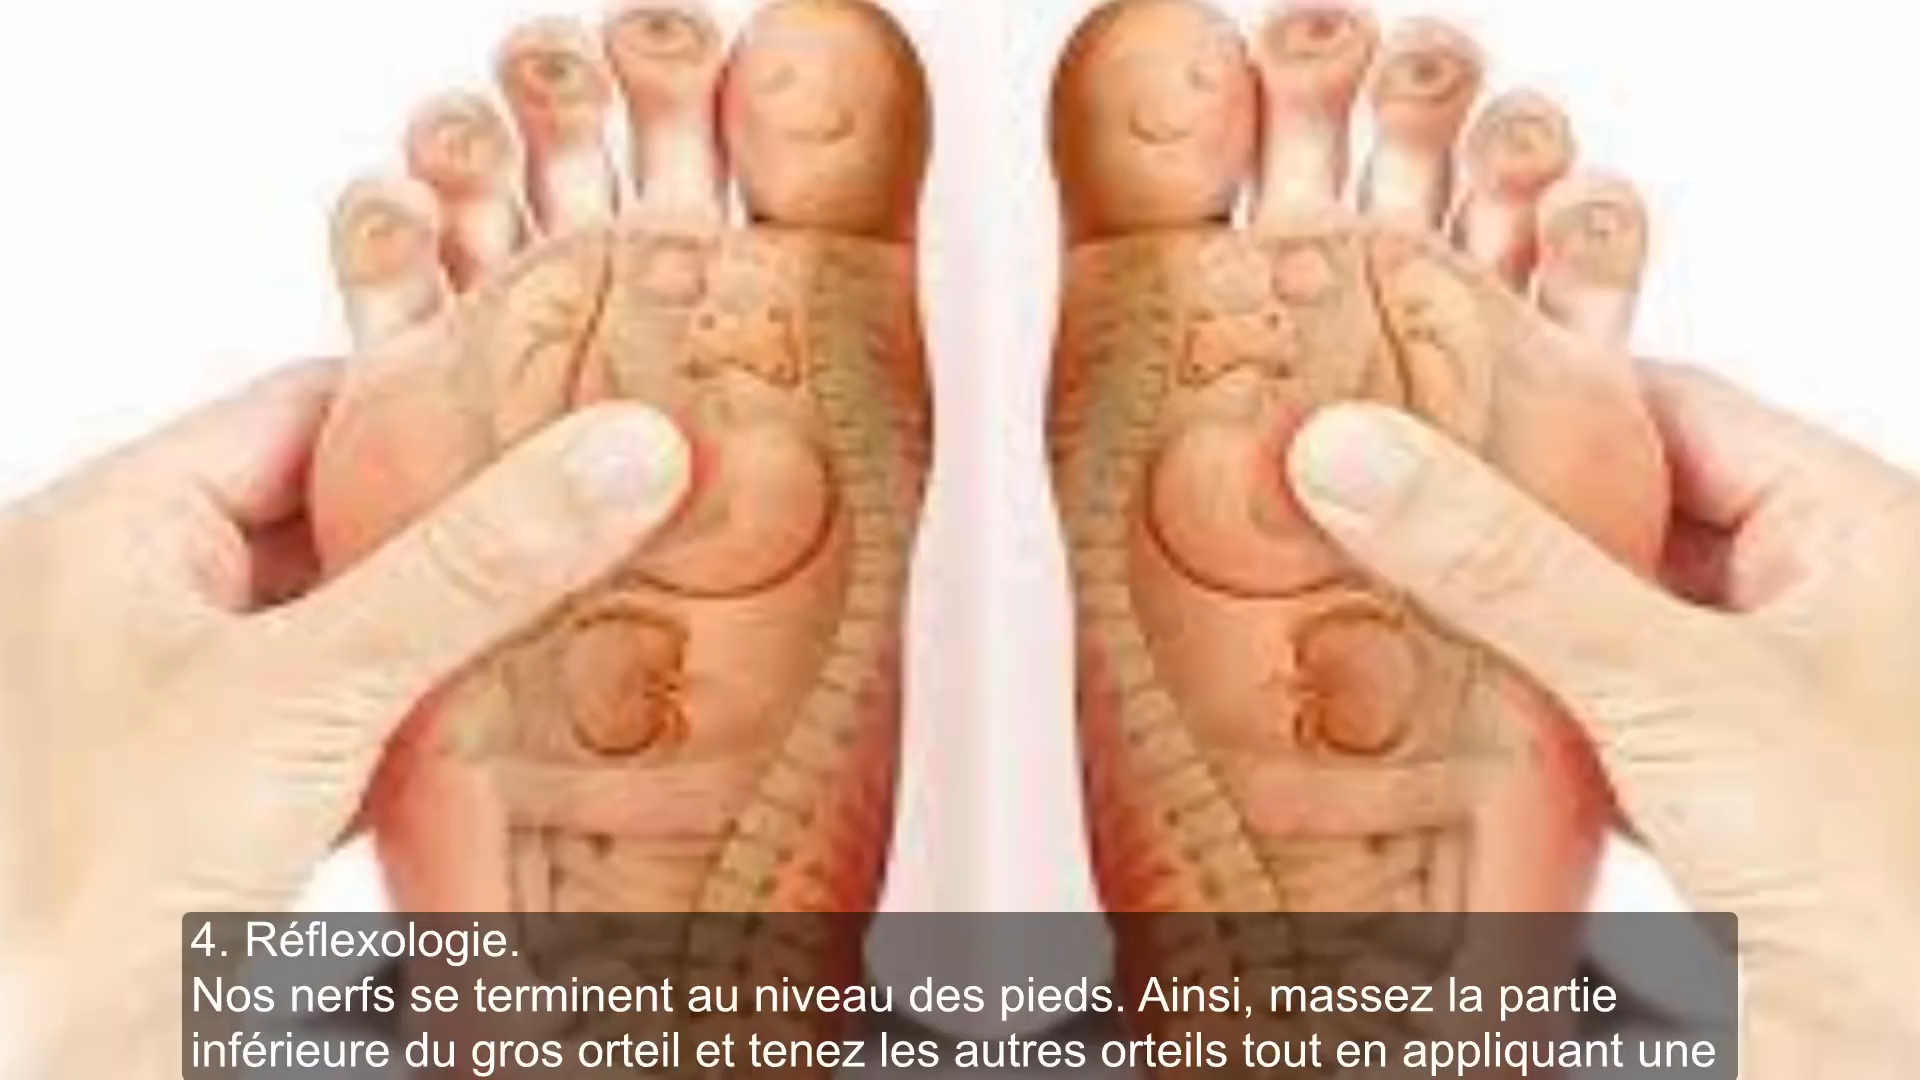 4. Réflexologie.
Nos nerfs se terminent au niveau des pieds. Ainsi, massez la partie
inférieure du gros orteil et tenez les autres orteils tout en appliquant une